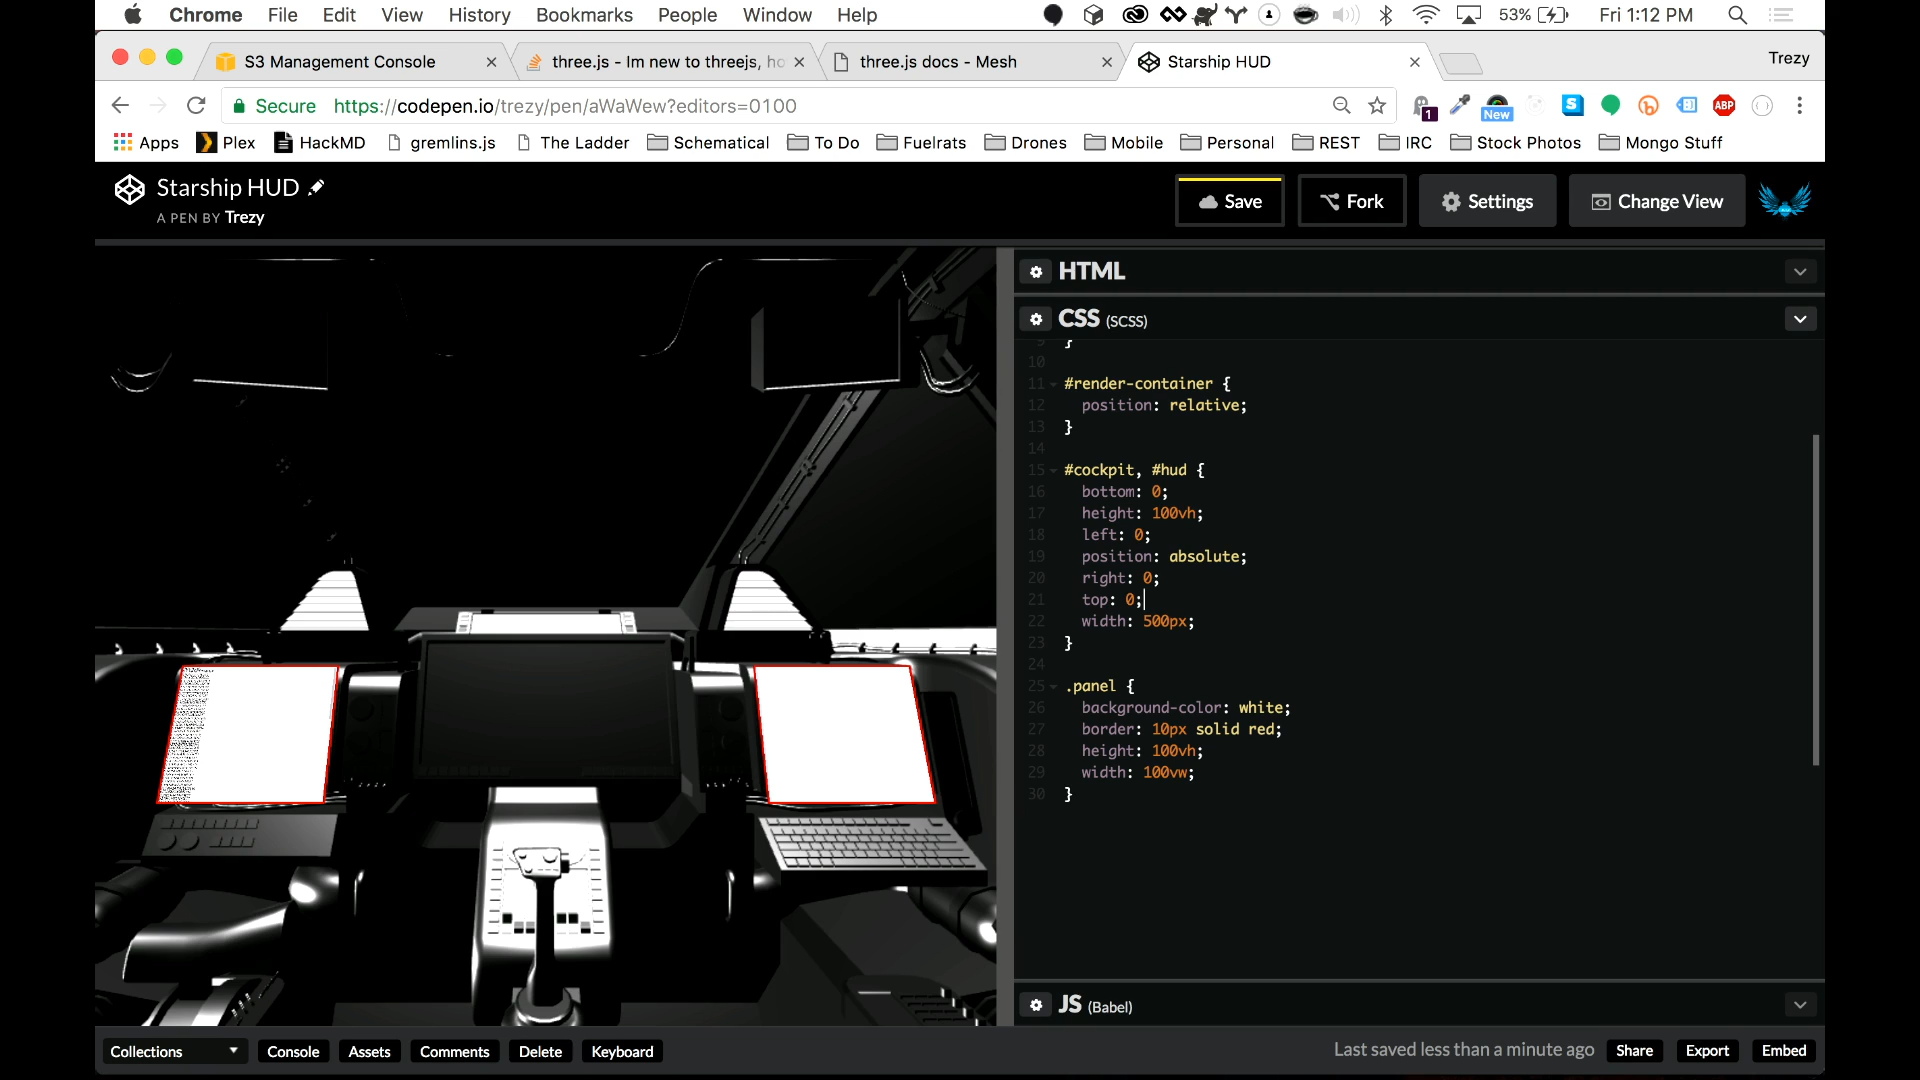 Chrome File Edit View History Bookmarks People Window Help 53% Fri 1:12 PM
S3 Management Console three.js - Im new to threejs, ho three.js docs - Mesh Starship HUD Trezy
Secure https://codepen.io/trezy/pen/aWaWew?editors=0100 1 New S ABP
Apps Plex HackMD gremlins.js The Ladder Schematical To Do Fuelrats Drones Mobile Personal REST IRC Stock Photos Mongo Stuff
Starship HUD
A PEN BY Trezy
Save Fork Settings Change View
HTML
CSS (SCSS)
9 }
10
11 #render-container {
12 position: relative;
13 }
14
15 #cockpit, #hud {
16 bottom: 0;
17 height: 100vh;
18 left: 0;
19 position: absolute;
20 right: 0;
21 top: 0;
22 width: 500px;
23 }
24
25 .panel {
26 background-color: white;
27 border: 10px solid red;
28 height: 100vh;
29 width: 100vw;
30 }
JS (Babel)
Collections Console Assets Comments Delete Keyboard Last saved less than a minute ago Share Export Embed